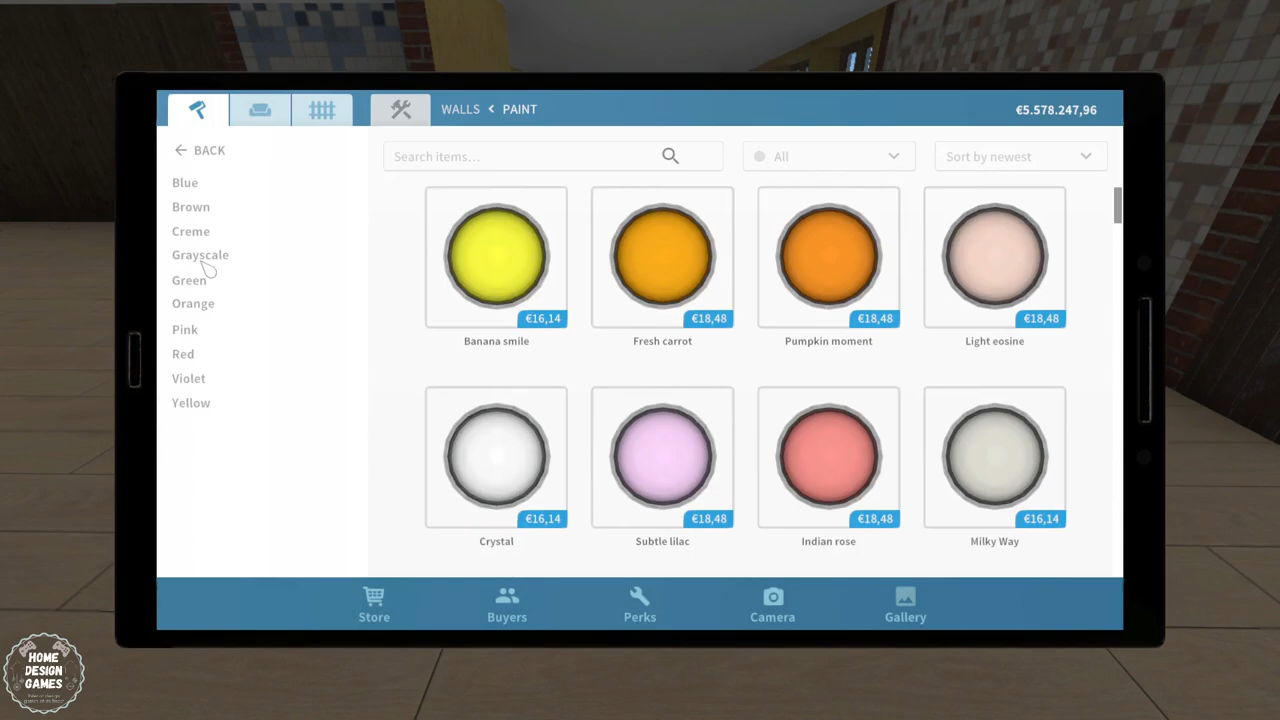 WALLS < PAINT
€5.578.247,96
BACK
Search items...
All
Sort by newest
Blue
Brown
Creme
Grayscale
Green
Orange
Pink
Red
Violet
Yellow
€16,14
€18,48
€18,48
€18,48
Banana smile
Fresh carrot
Pumpkin moment
Light eosine
€16,14
€18,48
€18,48
€16,14
Crystal
Subtle lilac
Indian rose
Milky Way
Store
Buyers
Perks
Camera
Gallery
HOME
DESIGN
GAMES